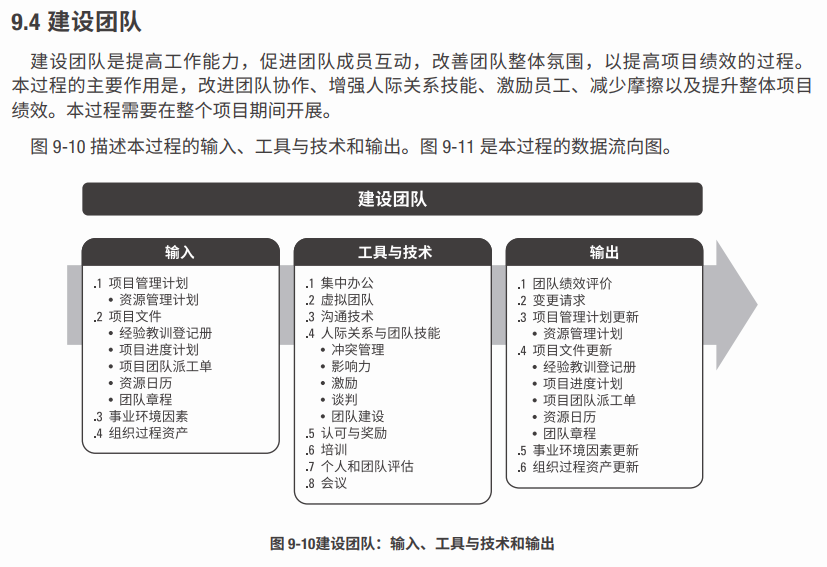 9.4 建设团队
建设团队是提高工作能力，促进团队成员互动，改善团队整体氛围，以提高项目绩效的过程。
本过程的主要作用是，改进团队协作、增强人际关系技能、激励员工、减少摩擦以及提升整体项目
绩效。本过程需要在整个项目期间开展。
图 9-10 描述本过程的输入、工具与技术和输出。图 9-11 是本过程的数据流向图。
建设团队
输入
.1 项目管理计划
• 资源管理计划
.2 项目文件
• 经验教训登记册
• 项目进度计划
• 项目团队派工单
• 资源日历
• 团队章程
.3 事业环境因素
.4 组织过程资产
工具与技术
.1 集中办公
.2 虚拟团队
.3 沟通技术
.4 人际关系与团队技能
• 冲突管理
• 影响力
• 激励
• 谈判
• 团队建设
.5 认可与奖励
.6 培训
.7 个人和团队评估
.8 会议
输出
.1 团队绩效评价
.2 变更请求
.3 项目管理计划更新
• 资源管理计划
.4 项目文件更新
• 经验教训登记册
• 项目进度计划
• 项目团队派工单
• 资源日历
• 团队章程
.5 事业环境因素更新
.6 组织过程资产更新
图 9-10建设团队：输入、工具与技术和输出